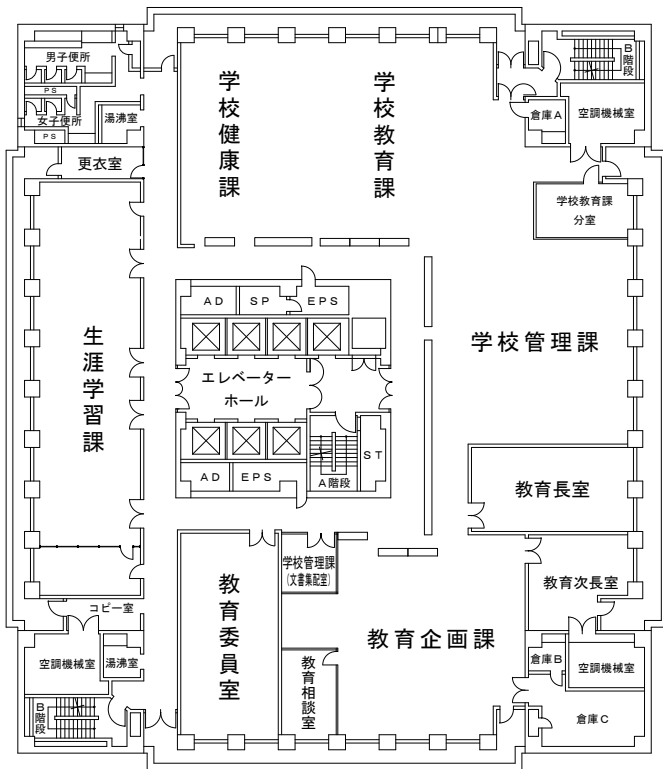 男子便所
PS
女子便所
PS
湯沸室
更衣室
学校健康課
学校教育課
B階段
倉庫A
空調機械室
学校教育課
分室
AD
SP
EPS
エレベーター
ホール
AD
EPS
A階段
ST
生涯学習課
学校管理課
教育長室
教育次長室
学校管理課
(文書集配室)
教育委員室
教育相談室
教育企画課
コピー室
空調機械室
湯沸室
B階段
倉庫B
空調機械室
倉庫C